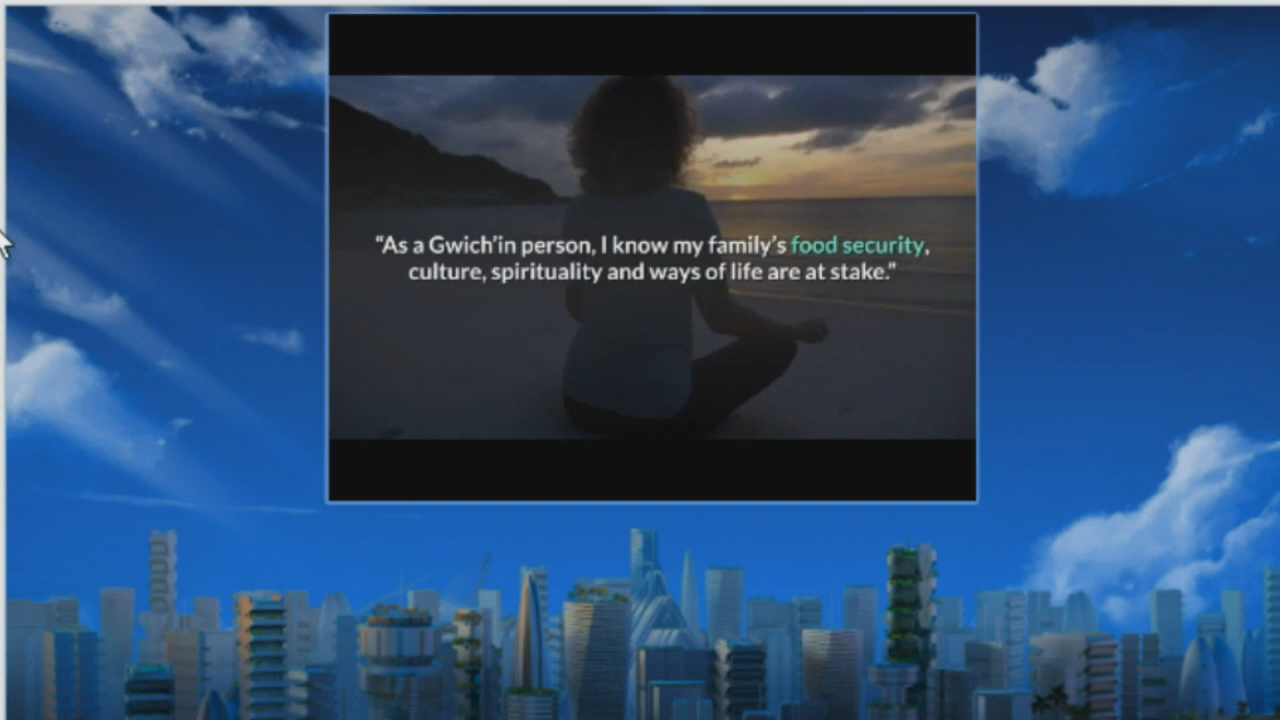 “As a Gwich’in person, I know my family’s food security,
culture, spirituality and ways of life are at stake.”